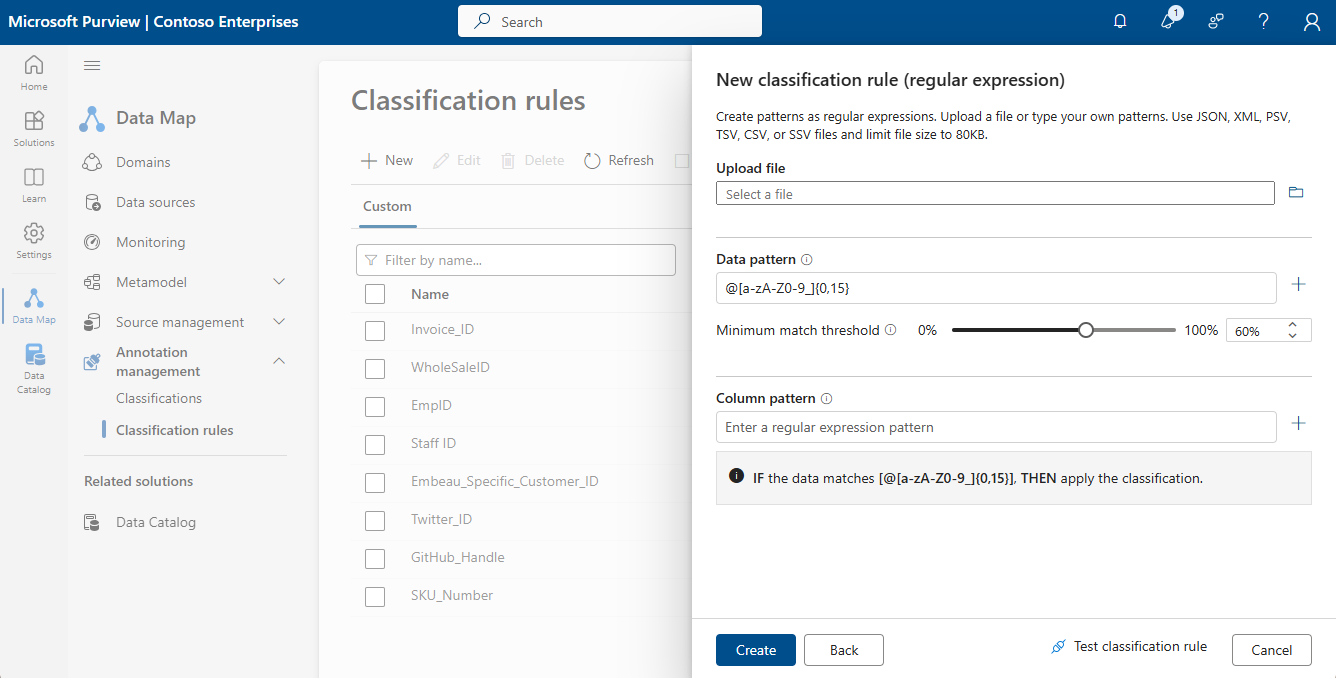 Microsoft Purview | Contoso Enterprises
Search
1
Home
Solutions
Learn
Settings
Data Map
Data
Catalog
Data Map
Domains
Data sources
Monitoring
Metamodel
Source management
Annotation
management
Classifications
Classification rules
Related solutions
Data Catalog
Classification rules
New
Edit
Delete
Refresh
Custom
Filter by name...
Name
Invoice_ID
WholeSaleID
EmpID
Staff ID
Embeau_Specific_Customer_ID
Twitter_ID
GitHub_Handle
SKU_Number
New classification rule (regular expression)
Create patterns as regular expressions. Upload a file or type your own patterns. Use JSON, XML, PSV,
TSV, CSV, or SSV files and limit file size to 80KB.
Upload file
Select a file
Data pattern
@[a-zA-Z0-9_]{0,15}
Minimum match threshold 0% 100% 60%
Column pattern
Enter a regular expression pattern
IF the data matches [@[a-zA-Z0-9_]{0,15}], THEN apply the classification.
Create
Back
Test classification rule
Cancel